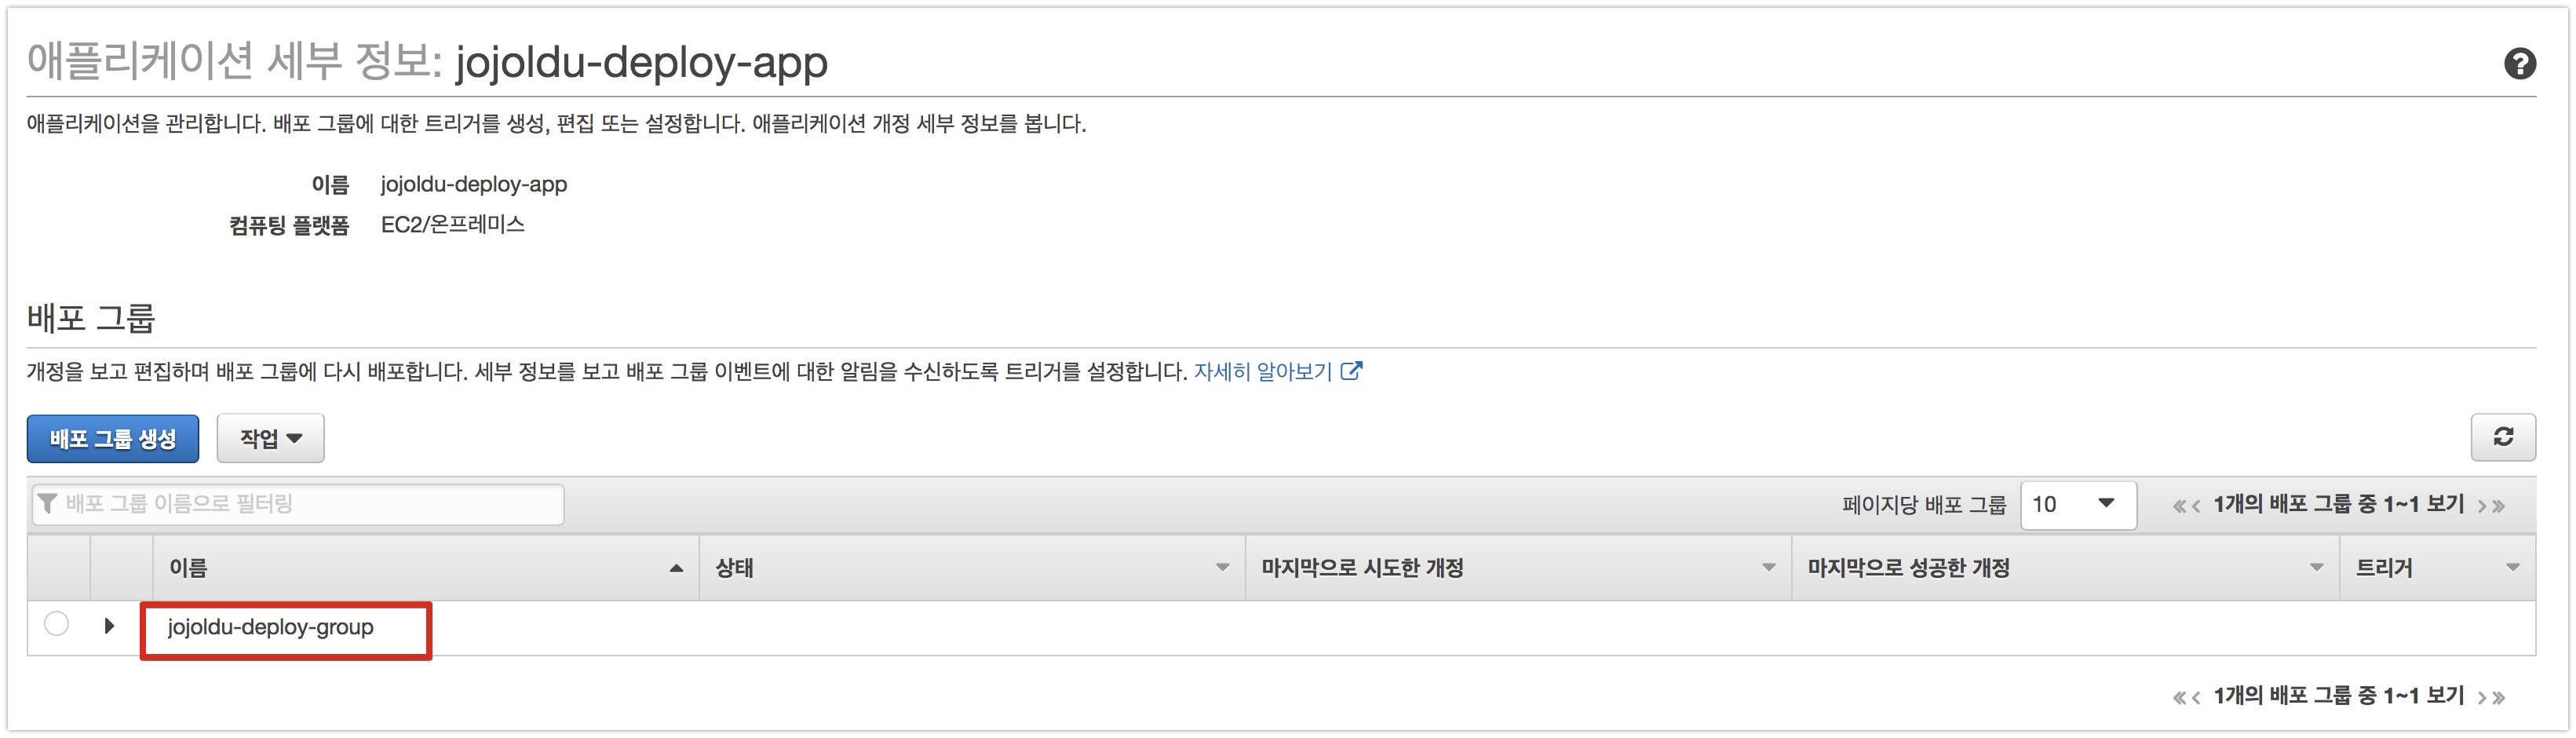 애플리케이션 세부 정보: jojoldu-deploy-app
애플리케이션을 관리합니다. 배포 그룹에 대한 트리거를 생성, 편집 또는 설정합니다. 애플리케이션 개정 세부 정보를 봅니다.
이름 jojoldu-deploy-app
컴퓨팅 플랫폼 EC2/온프레미스
배포 그룹
개정을 보고 편집하며 배포 그룹에 다시 배포합니다. 세부 정보를 보고 배포 그룹 이벤트에 대한 알림을 수신하도록 트리거를 설정합니다. 자세히 알아보기
배포 그룹 생성 작업
배포 그룹 이름으로 필터링 페이지당 배포 그룹 10 1개의 배포 그룹 중 1~1 보기
이름 상태 마지막으로 시도한 개정 마지막으로 성공한 개정 트리거
jojoldu-deploy-group
1개의 배포 그룹 중 1~1 보기